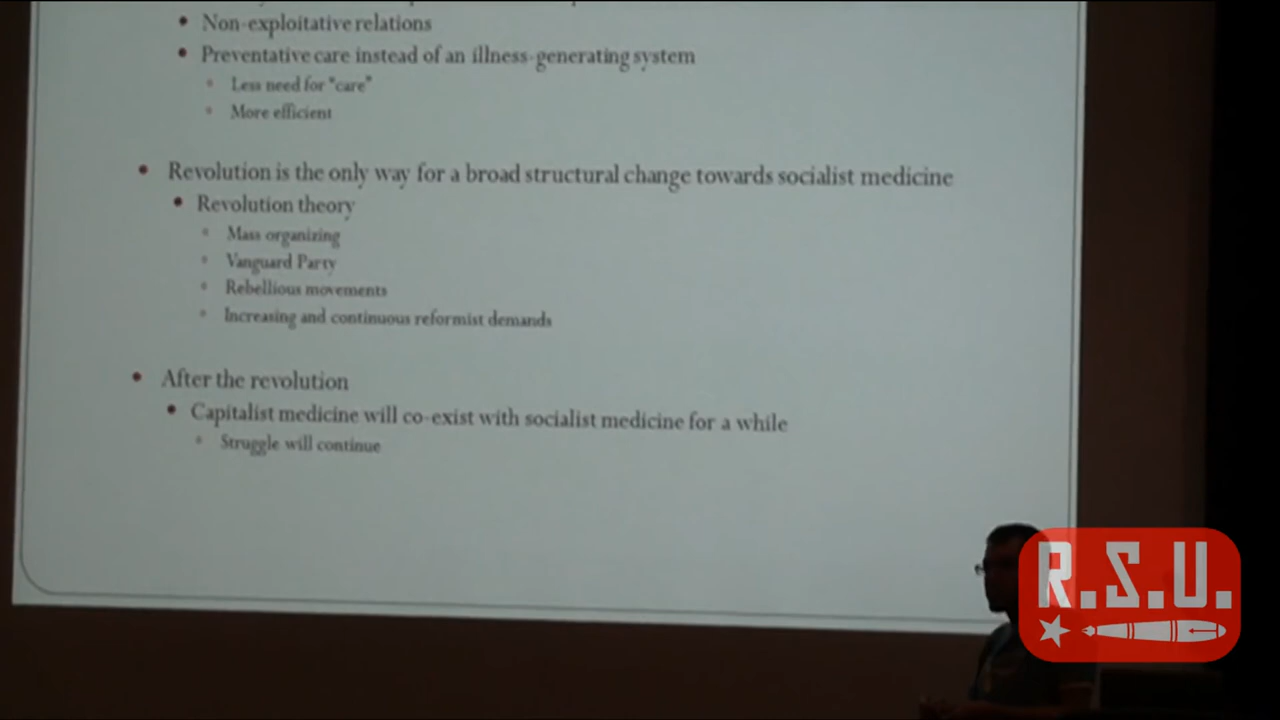 Non-exploitative relations
Preventative care instead of an illness-generating system
Less need for "care"
More efficient
Revolution is the only way for a broad structural change towards socialist medicine
Revolution theory
Mass organizing
Vanguard Party
Rebellious movements
Increasing and continuous reformist demands
After the revolution
Capitalist medicine will co-exist with socialist medicine for a while
Struggle will continue
R.S.U.